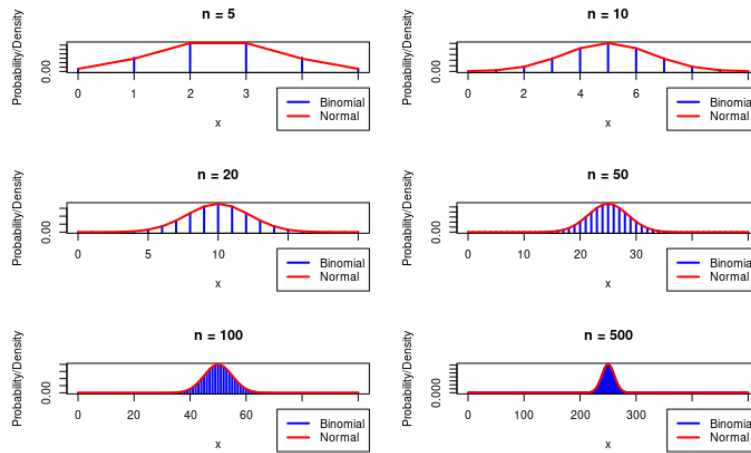 n = 5
Probability/Density
0.00
0 1 2 3
x
Binomial
Normal
n = 10
Probability/Density
0.00
0 2 4 6
x
Binomial
Normal
n = 20
Probability/Density
0.00
0 5 10
x
Binomial
Normal
n = 50
Probability/Density
0.00
0 10 20 30
x
Binomial
Normal
n = 100
Probability/Density
0.00
0 20 40 60
x
Binomial
Normal
n = 500
Probability/Density
0.000
0 100 200 300
x
Binomial
Normal